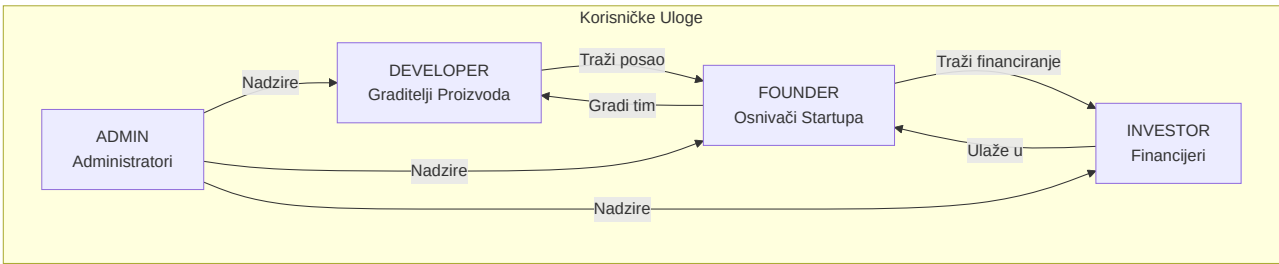 Korisničke Uloge
ADMIN
Administratori
Nadzire
DEVELOPER
Graditelji Proizvoda
Traži posao
Gradi tim
Nadzire
FOUNDER
Osnivači Startupa
Traži financiranje
Ulaže u
Nadzire
INVESTOR
Financijeri